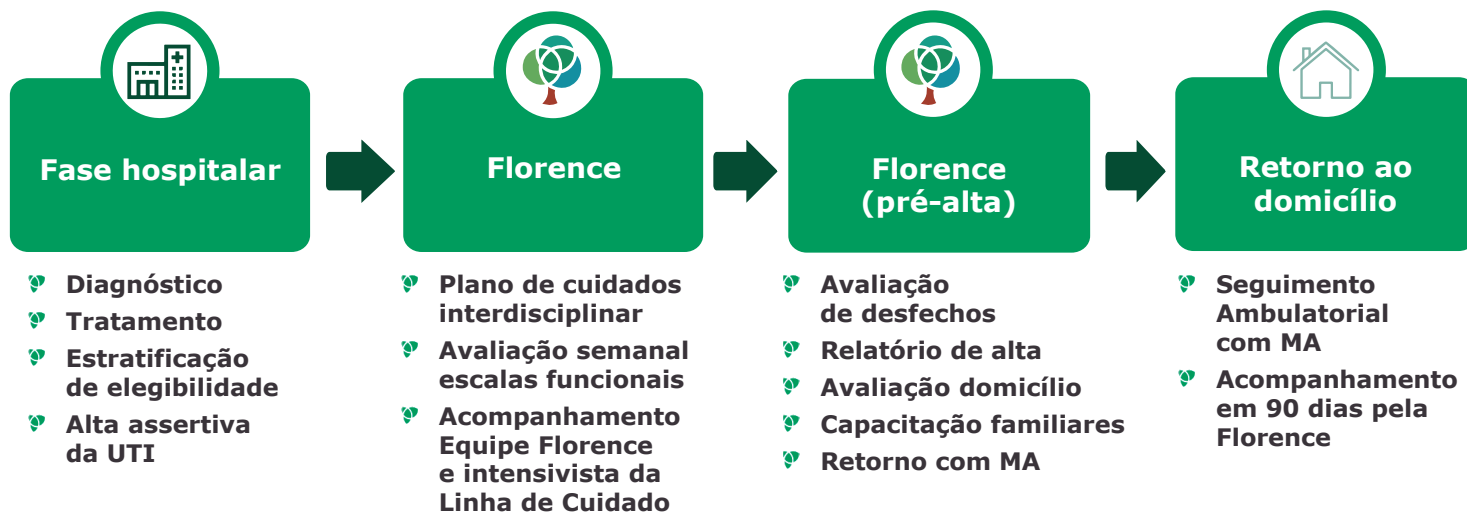 Fase hospitalar
Diagnóstico
Tratamento
Estratificação
de elegibilidade
Alta assertiva
da UTI
Florence
Plano de cuidados
interdisciplinar
Avaliação semanal
escalas funcionais
Acompanhamento
Equipe Florence
e intensivista da
Linha de Cuidado
Florence
(pré-alta)
Avaliação
de desfechos
Relatório de alta
Avaliação domicílio
Capacitação familiares
Retorno com MA
Retorno ao
domicílio
Seguimento
Ambulatorial
com MA
Acompanhamento
em 90 dias pela
Florence